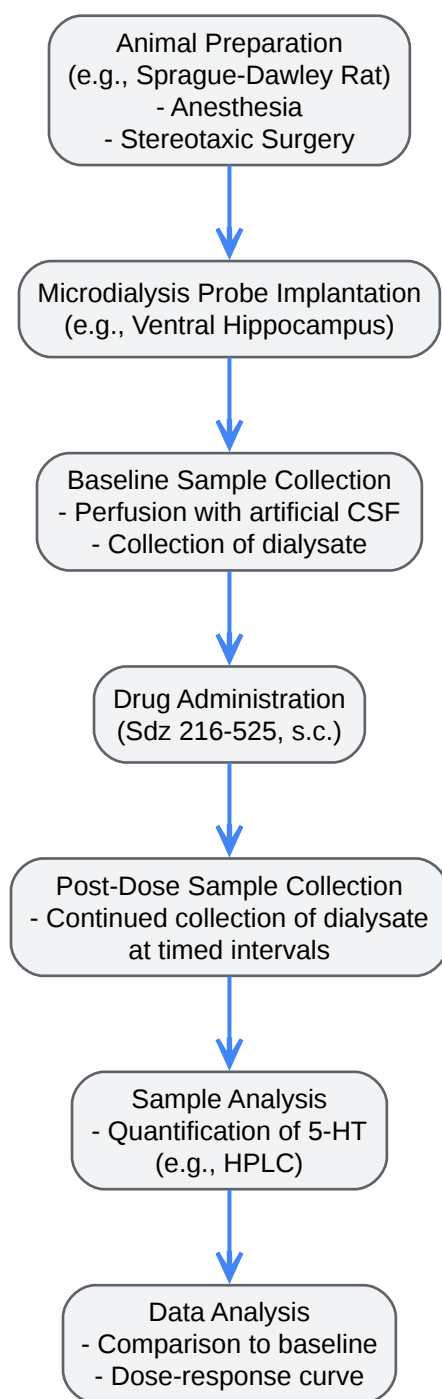 Animal Preparation
(e.g., Sprague-Dawley Rat)
- Anesthesia
- Stereotaxic Surgery
Microdialysis Probe Implantation
(e.g., Ventral Hippocampus)
Baseline Sample Collection
- Perfusion with artificial CSF
- Collection of dialysate
Drug Administration
(Sdz 216-525, s.c.)
Post-Dose Sample Collection
- Continued collection of dialysate
at timed intervals
Sample Analysis
- Quantification of 5-HT
(e.g., HPLC)
Data Analysis
- Comparison to baseline
- Dose-response curve